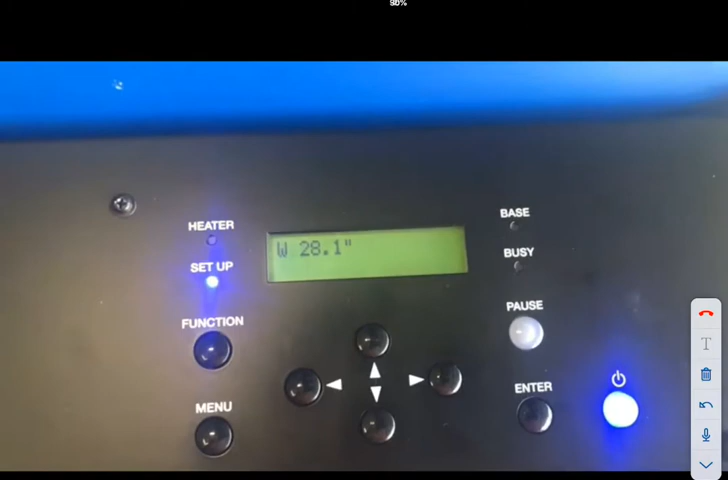 HEATER
SET UP
FUNCTION
MENU
W 28.1"
BASE
BUSY
PAUSE
ENTER
T